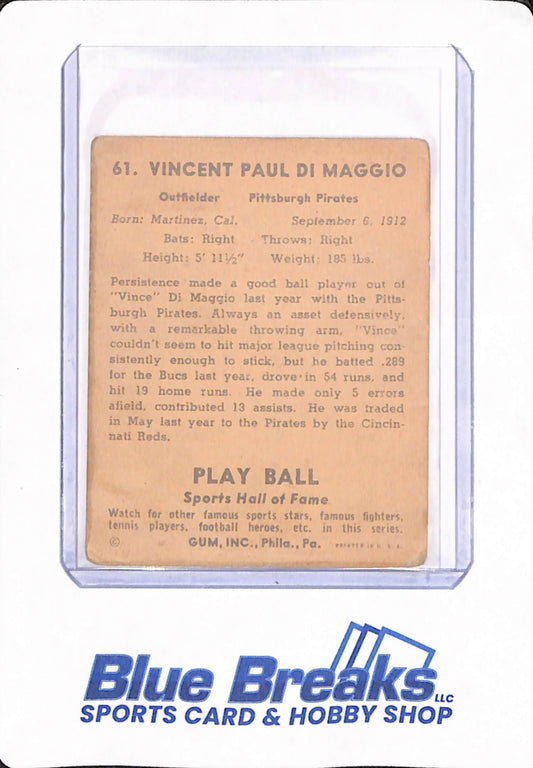 61. VINCENT PAUL DI MAGGIO
Outfielder Pittsburgh Pirates
Born: Martinez, Cal. September 6, 1912
Bats: Right Throws: Right
Height: 5' 11½" Weight: 185 lbs.
Persistence made a good ball player out of
"Vince" Di Maggio last year with the Pitts-
burgh Pirates. Always an asset defensively,
with a remarkable throwing arm, "Vince"
couldn't seem to hit major league pitching con-
sistently enough to stick, but he batted .289
for the Bucs last year, drove in 54 runs, and
hit 19 home runs. He made only 5 errors
afield, contributed 13 assists. He was traded
in May last year to the Pirates by the Cincin-
nati Reds.
PLAY BALL
Sports Hall of Fame
Watch for other famous sports stars, famous fighters,
tennis players, football heroes, etc. in this series.
© GUM, INC., Phila., Pa. PRINTED IN U. S. A.
Blue Breaks LLC
SPORTS CARD & HOBBY SHOP